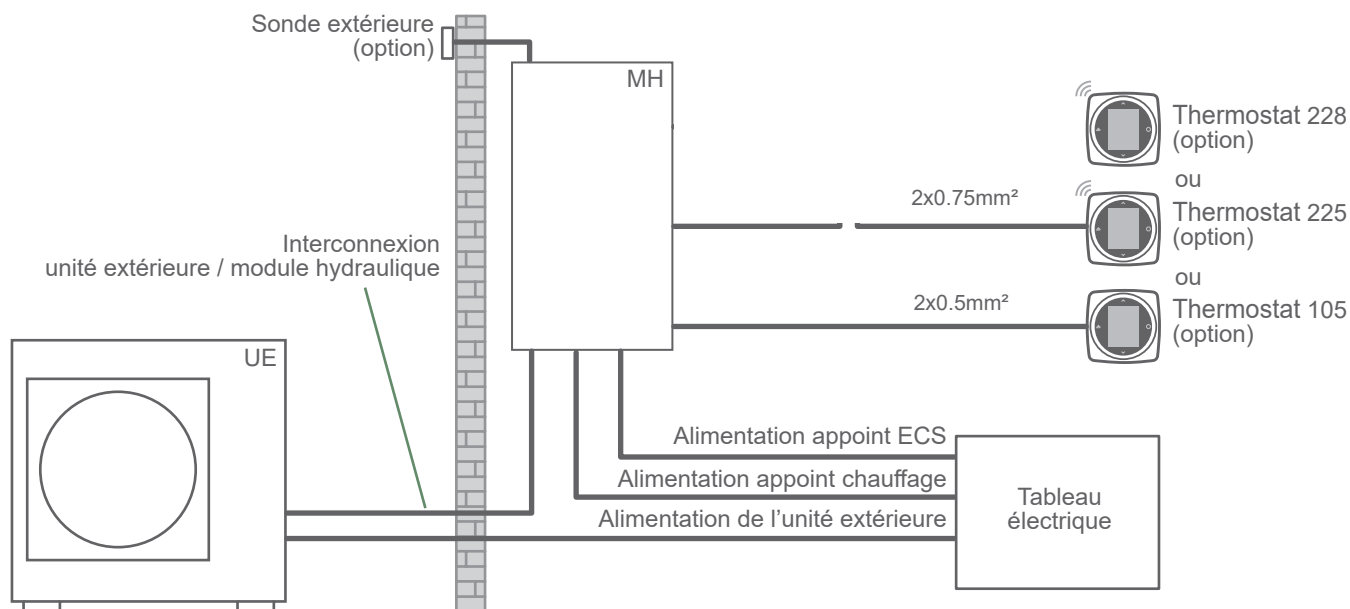 Sonde extérieure
(option)
MH
Thermostat 228
(option)
ou
2x0.75mm²
Thermostat 225
(option)
ou
Interconnexion
unité extérieure / module hydraulique
2x0.5mm²
Thermostat 105
(option)
UE
Alimentation appoint ECS
Alimentation appoint chauffage
Alimentation de l’unité extérieure
Tableau
électrique